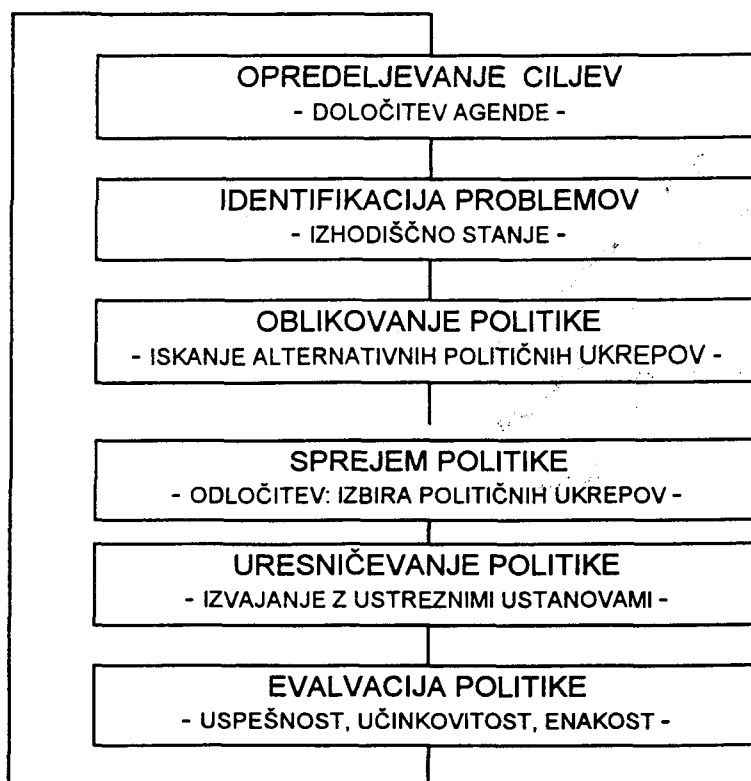 OPREDELJEVANJE CILJEV
- DOLOČITEV AGENDE -
IDENTIFIKACIJA PROBLEMOV
- IZHODIŠČNO STANJE -
OBLIKOVANJE POLITIKE
- ISKANJE ALTERNATIVNIH POLITIČNIH UKREPOV -
SPREJEM POLITIKE
- ODLOČITEV: IZBIRA POLITIČNIH UKREPOV -
URESNIČEVANJE POLITIKE
- IZVAJANJE Z USTREZNIMI USTANOVAMI -
EVALVACIJA POLITIKE
- USPEŠNOST, UČINKOVITOST, ENAKOST -